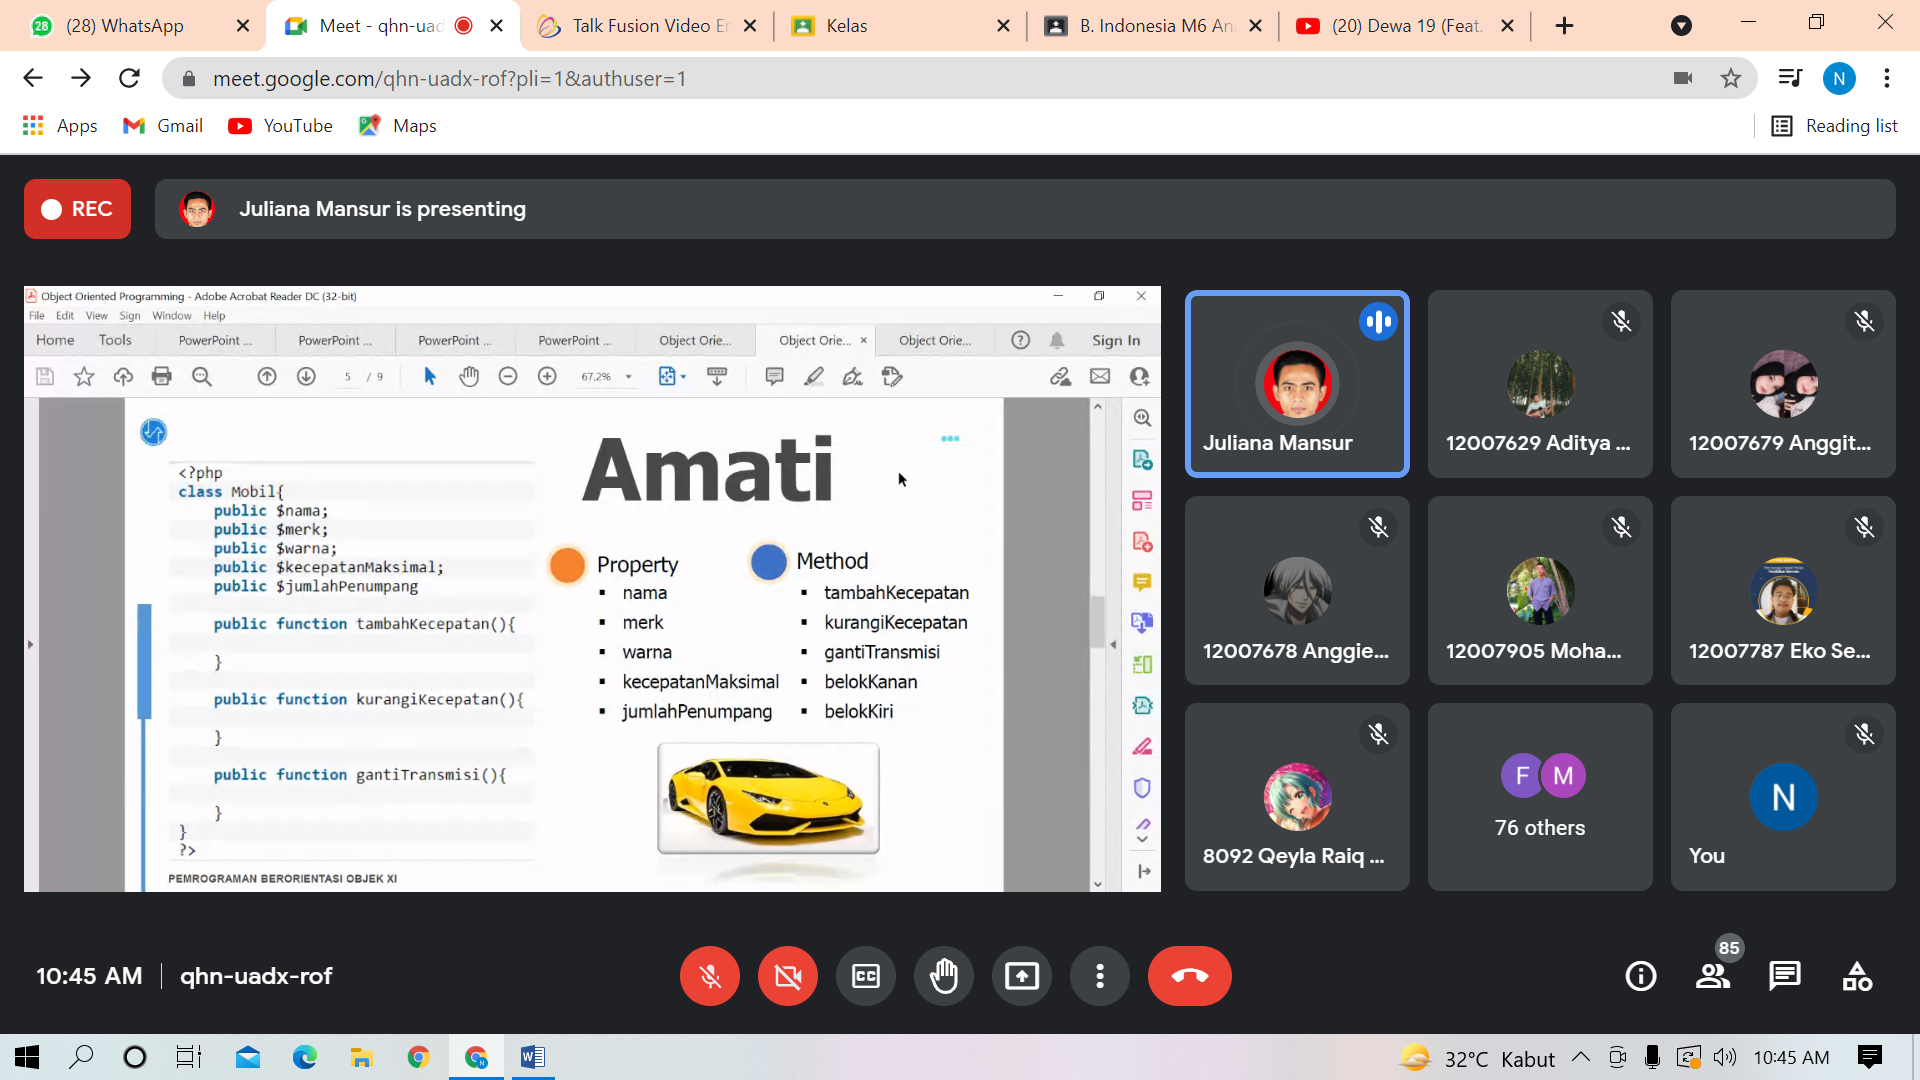 28
(28) WhatsApp
Meet - qhn-uad
Talk Fusion Video Er
Kelas
B. Indonesia M6 An
(20) Dewa 19 (Feat.
meet.google.com/qhn-uadx-rof?pli=1&authuser=1
N
Apps
Gmail
YouTube
Maps
Reading list
REC
Juliana Mansur is presenting
Object Oriented Programming - Adobe Acrobat Reader DC (32-bit)
File Edit View Sign Window Help
Home Tools PowerPoint ... PowerPoint ... PowerPoint ... PowerPoint ... Object Orie... Object Orie... Object Orie... Sign In
5 / 9 67,2%
<?php
class Mobil{
public $nama;
public $merk;
public $warna;
public $kecepatanMaksimal;
public $jumlahPenumpang
public function tambahKecepatan(){
}
public function kurangiKecepatan(){
}
public function gantiTransmisi(){
}
}
?>
Amati
Property
▪ nama
▪ merk
▪ warna
▪ kecepatanMaksimal
▪ jumlahPenumpang
Method
▪ tambahKecepatan
▪ kurangiKecepatan
▪ gantiTransmisi
▪ belokKanan
▪ belokKiri
PEMROGRAMAN BERORIENTASI OBJEK XI
Juliana Mansur
12007629 Aditya ...
12007679 Anggit...
12007678 Anggie...
12007905 Moha...
12007787 Eko Se...
8092 Qeyla Raiq ...
F M
76 others
N
You
10:45 AM | qhn-uadx-rof
CC
85
32°C Kabut
10:45 AM